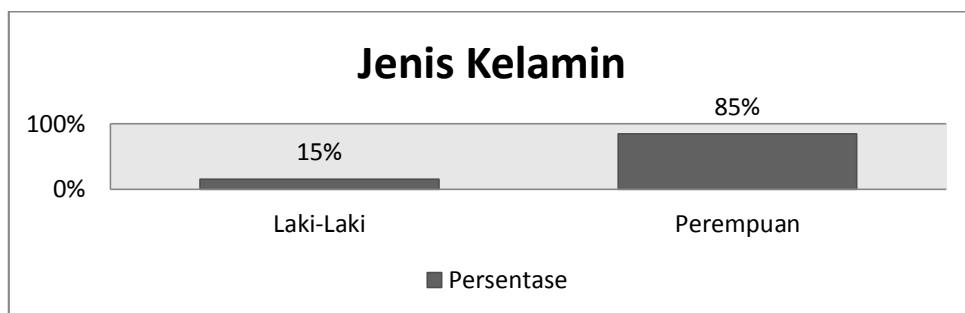 Jenis Kelamin
85%
100%
15%
0%
Laki-Laki Perempuan
Persentase